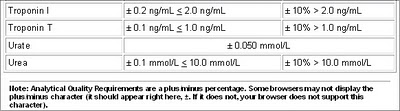 Troponin I ± 0.2 ng/mL ≤ 2.0 ng/mL ± 10% > 2.0 ng/mL
Troponin T ± 0.1 ng/mL ≤ 1.0 ng/mL ± 10% > 1.0 ng/mL
Urate ± 0.050 mmol/L
Urea ± 0.1 mmol/L ≤ 10.0 mmol/L ± 10% > 10.0 mmol/L
Note: Analytical Quality Requirements are a plus minus percentage. Some browsers may not display the
plus minus character (it should appear right here, ±. If it does not, your browser does not support this
character).